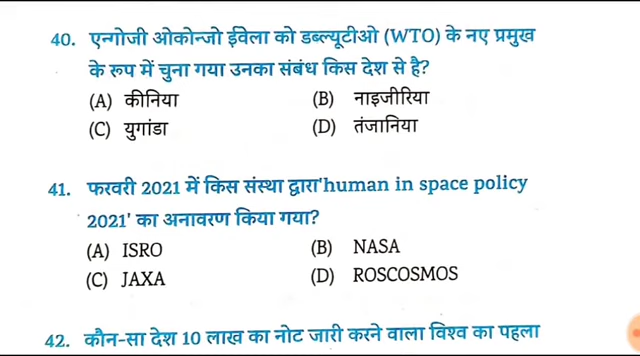 40. एन्गोजी ओकोन्जो ईवेला को डब्ल्यूटीओ (WTO) के नए प्रमुख
के रूप में चुना गया उनका संबंध किस देश से है?
(A) कीनिया (B) नाइजीरिया
(C) युगांडा (D) तंजानिया
41. फरवरी 2021 में किस संस्था द्वारा'human in space policy
2021' का अनावरण किया गया?
(A) ISRO (B) NASA
(C) JAXA (D) ROSCOSMOS
42. कौन-सा देश 10 लाख का नोट जारी करने वाला विश्व का पहला